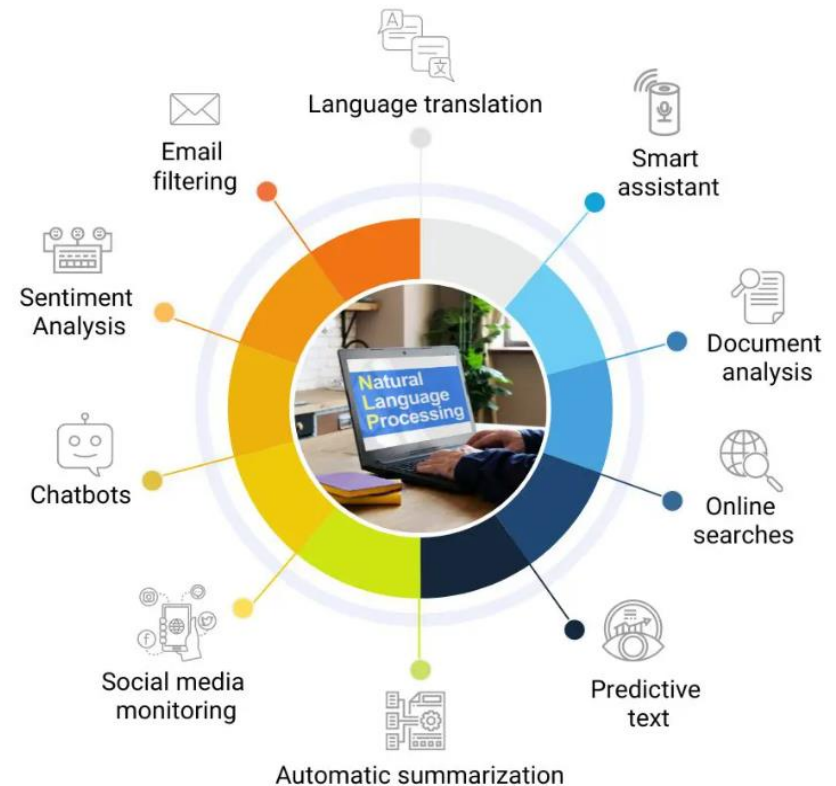 A
文
Language translation
Smart
assistant
Document
analysis
Online
searches
Predictive
text
Automatic summarization
Social media
monitoring
Chatbots
Sentiment
Analysis
Email
filtering
Natural
Language
Processing